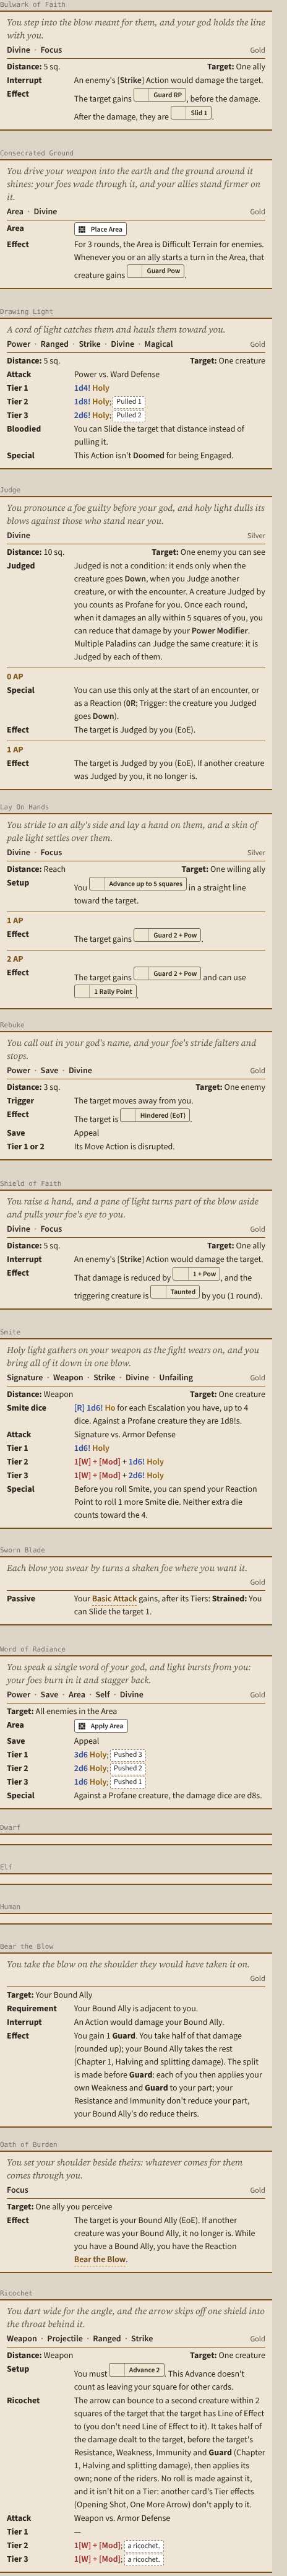 Bulwark of Faith
You step into the blow meant for them, and your god holds the line
with you.
Divine · Focus Gold
Distance: 5 sq. Target: One ally
Interrupt An enemy's [Strike] Action would damage the target.
Effect The target gains Guard RP, before the damage.
After the damage, they are Slid 1.
Consecrated Ground
You drive your weapon into the earth and the ground around it
shines: your foes wade through it, and your allies stand firmer on
it.
Area · Divine Gold
Area Place Area
Effect For 3 rounds, the Area is Difficult Terrain for enemies.
Whenever you or an ally starts a turn in the Area, that
creature gains Guard Pow.
Drawing Light
A cord of light catches them and hauls them toward you.
Power · Ranged · Strike · Divine · Magical Gold
Distance: 5 sq. Target: One creature
Attack Power vs. Ward Defense
Tier 1 1d4! Holy
Tier 2 1d8! Holy; Pulled 1
Tier 3 2d6! Holy; Pulled 2
Bloodied You can Slide the target that distance instead of
pulling it.
Special This Action isn't Doomed for being Engaged.
Judge
You pronounce a foe guilty before your god, and holy light dulls its
blows against those who stand near you.
Divine Silver
Distance: 10 sq. Target: One enemy you can see
Judged Judged is not a condition: it ends only when the
creature goes Down, when you Judge another
creature, or with the encounter. A creature Judged by
you counts as Profane for you. Once each round,
when it damages an ally within 5 squares of you, you
can reduce that damage by your Power Modifier.
Multiple Paladins can Judge the same creature: it is
Judged by each of them.
0 AP
Special You can use this only at the start of an encounter, or
as a Reaction (0R; Trigger: the creature you Judged
goes Down).
Effect The target is Judged by you (EoE).
1 AP
Effect The target is Judged by you (EoE). If another creature
was Judged by you, it no longer is.
Lay On Hands
You stride to an ally's side and lay a hand on them, and a skin of
pale light settles over them.
Divine · Focus Silver
Distance: Reach Target: One willing ally
Setup You Advance up to 5 squares in a straight line
toward the target.
1 AP
Effect The target gains Guard 2 + Pow.
2 AP
Effect The target gains Guard 2 + Pow and can use
1 Rally Point.
Rebuke
You call out in your god's name, and your foe's stride falters and
stops.
Power · Save · Divine Gold
Distance: 3 sq. Target: One enemy
Trigger The target moves away from you.
Effect The target is Hindered (EoT).
Save Appeal
Tier 1 or 2 Its Move Action is disrupted.
Shield of Faith
You raise a hand, and a pane of light turns part of the blow aside
and pulls your foe's eye to you.
Divine · Focus Gold
Distance: 5 sq. Target: One ally
Interrupt An enemy's [Strike] Action would damage the target.
Effect That damage is reduced by 1 + Pow, and the
triggering creature is Taunted by you (1 round).
Smite
Holy light gathers on your weapon as the fight wears on, and you
bring all of it down in one blow.
Signature · Weapon · Strike · Divine · Unfailing Gold
Distance: Weapon Target: One creature
Smite dice [R] 1d6! Ho for each Escalation you have, up to 4
dice. Against a Profane creature they are 1d8!s.
Attack Signature vs. Armor Defense
Tier 1 1d6! Holy
Tier 2 1[W] + [Mod] + 1d6! Holy
Tier 3 1[W] + [Mod] + 2d6! Holy
Special Before you roll Smite, you can spend your Reaction
Point to roll 1 more Smite die. Neither extra die
counts toward the 4.
Sworn Blade
Each blow you swear by turns a shaken foe where you want it.
Gold
Passive Your Basic Attack gains, after its Tiers: Strained: You
can Slide the target 1.
Word of Radiance
You speak a single word of your god, and light bursts from you:
your foes burn in it and stagger back.
Power · Save · Area · Self · Divine Gold
Target: All enemies in the Area
Area Apply Area
Save Appeal
Tier 1 3d6 Holy; Pushed 3
Tier 2 2d6 Holy; Pushed 2
Tier 3 1d6 Holy; Pushed 1
Special Against a Profane creature, the damage dice are d8s.
Dwarf
Elf
Human
Bear the Blow
You take the blow on the shoulder they would have taken it on.
Gold
Target: Your Bound Ally
Requirement Your Bound Ally is adjacent to you.
Interrupt An Action would damage your Bound Ally.
Effect You gain 1 Guard. You take half of that damage
(rounded up); your Bound Ally takes the rest
(Chapter 1, Halving and splitting damage). The split
is made before Guard: each of you then applies your
own Weakness and Guard to your part; your
Resistance and Immunity don't reduce your part,
your Bound Ally's do reduce theirs.
Oath of Burden
You set your shoulder beside theirs: whatever comes for them
comes through you.
Focus Gold
Target: One ally you perceive
Effect The target is your Bound Ally (EoE). If another
creature was your Bound Ally, it no longer is. While
you have a Bound Ally, you have the Reaction
Bear the Blow.
Ricochet
You dart wide for the angle, and the arrow skips off one shield into
the throat behind it.
Weapon · Projectile · Ranged · Strike Gold
Distance: Weapon Target: One creature
Setup You must Advance 2. This Advance doesn't
count as leaving your square for other cards.
Ricochet The arrow can bounce to a second creature within 2
squares of the target that the target has Line of Effect
to (you don't need Line of Effect to it). It takes half of
the damage dealt to the target, before the target's
Resistance, Weakness, Immunity and Guard (Chapter
1, Halving and splitting damage), then applies its
own; none of the riders. No roll is made against it,
and it isn't hit on a Tier: another card's Tier effects
(Opening Shot, One More Arrow) don't apply to it.
Attack Weapon vs. Armor Defense
Tier 1 —
Tier 2 1[W] + [Mod]; a ricochet.
Tier 3 1[W] + [Mod]; a ricochet.